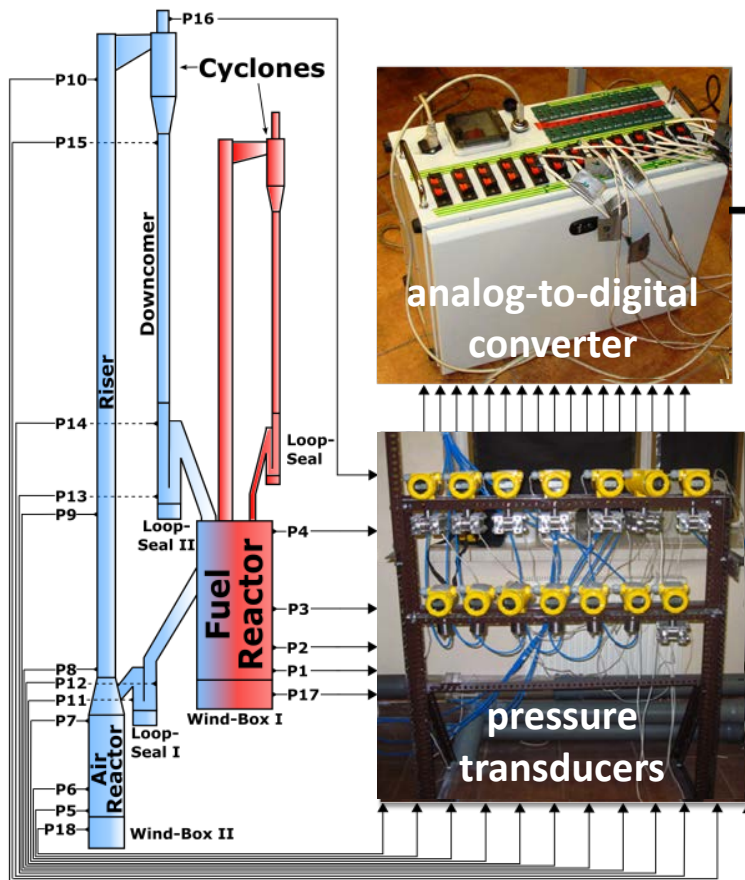 P16
P10
Cyclones
P15
Downcomer
Riser
analog-to-digital
converter
P14
Loop-
Seal
P13
P9
Loop-
Seal II
P4
Fuel
Reactor
P3
P8
P12
P2
P11
P1
P7
P17
Wind-Box I
Loop-
Seal I
pressure
transducers
Air
Reactor
P6
P5
P18
Wind-Box II